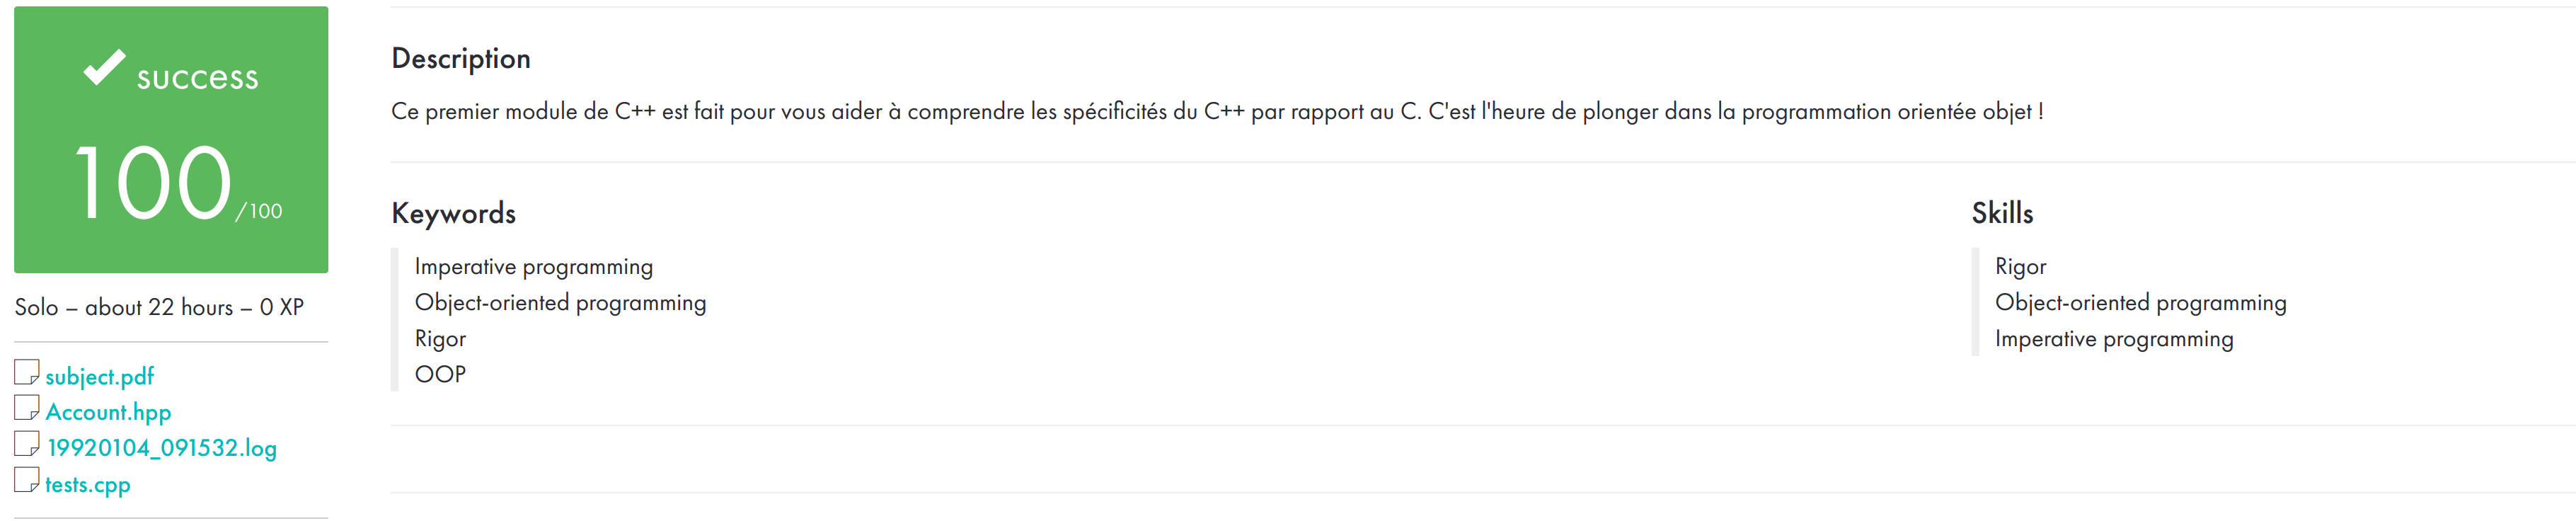 success
100/100
Solo – about 22 hours – 0 XP
subject.pdf
Account.hpp
19920104_091532.log
tests.cpp
Description
Ce premier module de C++ est fait pour vous aider à comprendre les spécificités du C++ par rapport au C. C'est l'heure de plonger dans la programmation orientée objet !
Keywords
Imperative programming
Object-oriented programming
Rigor
OOP
Skills
Rigor
Object-oriented programming
Imperative programming